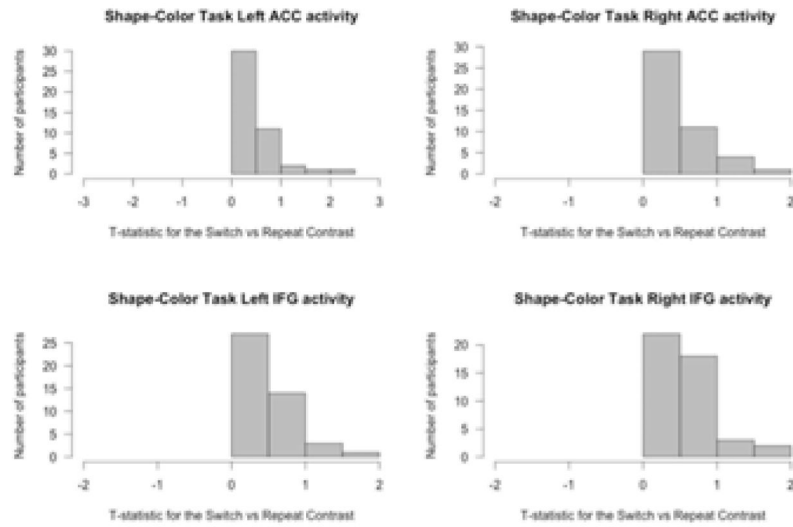 Shape-Color Task Left ACC activity
Number of participants
30
25
20
15
10
5
0
-3 -2 -1 0 1 2 3
T-statistic for the Switch vs Repeat Contrast
Shape-Color Task Right ACC activity
Number of participants
30
25
20
15
10
5
0
-2 -1 0 1 2
T-statistic for the Switch vs Repeat Contrast
Shape-Color Task Left IFG activity
Number of participants
25
20
15
10
5
0
-2 -1 0 1 2
T-statistic for the Switch vs Repeat Contrast
Shape-Color Task Right IFG activity
Number of participants
20
15
10
5
0
-2 -1 0 1 2
T-statistic for the Switch vs Repeat Contrast